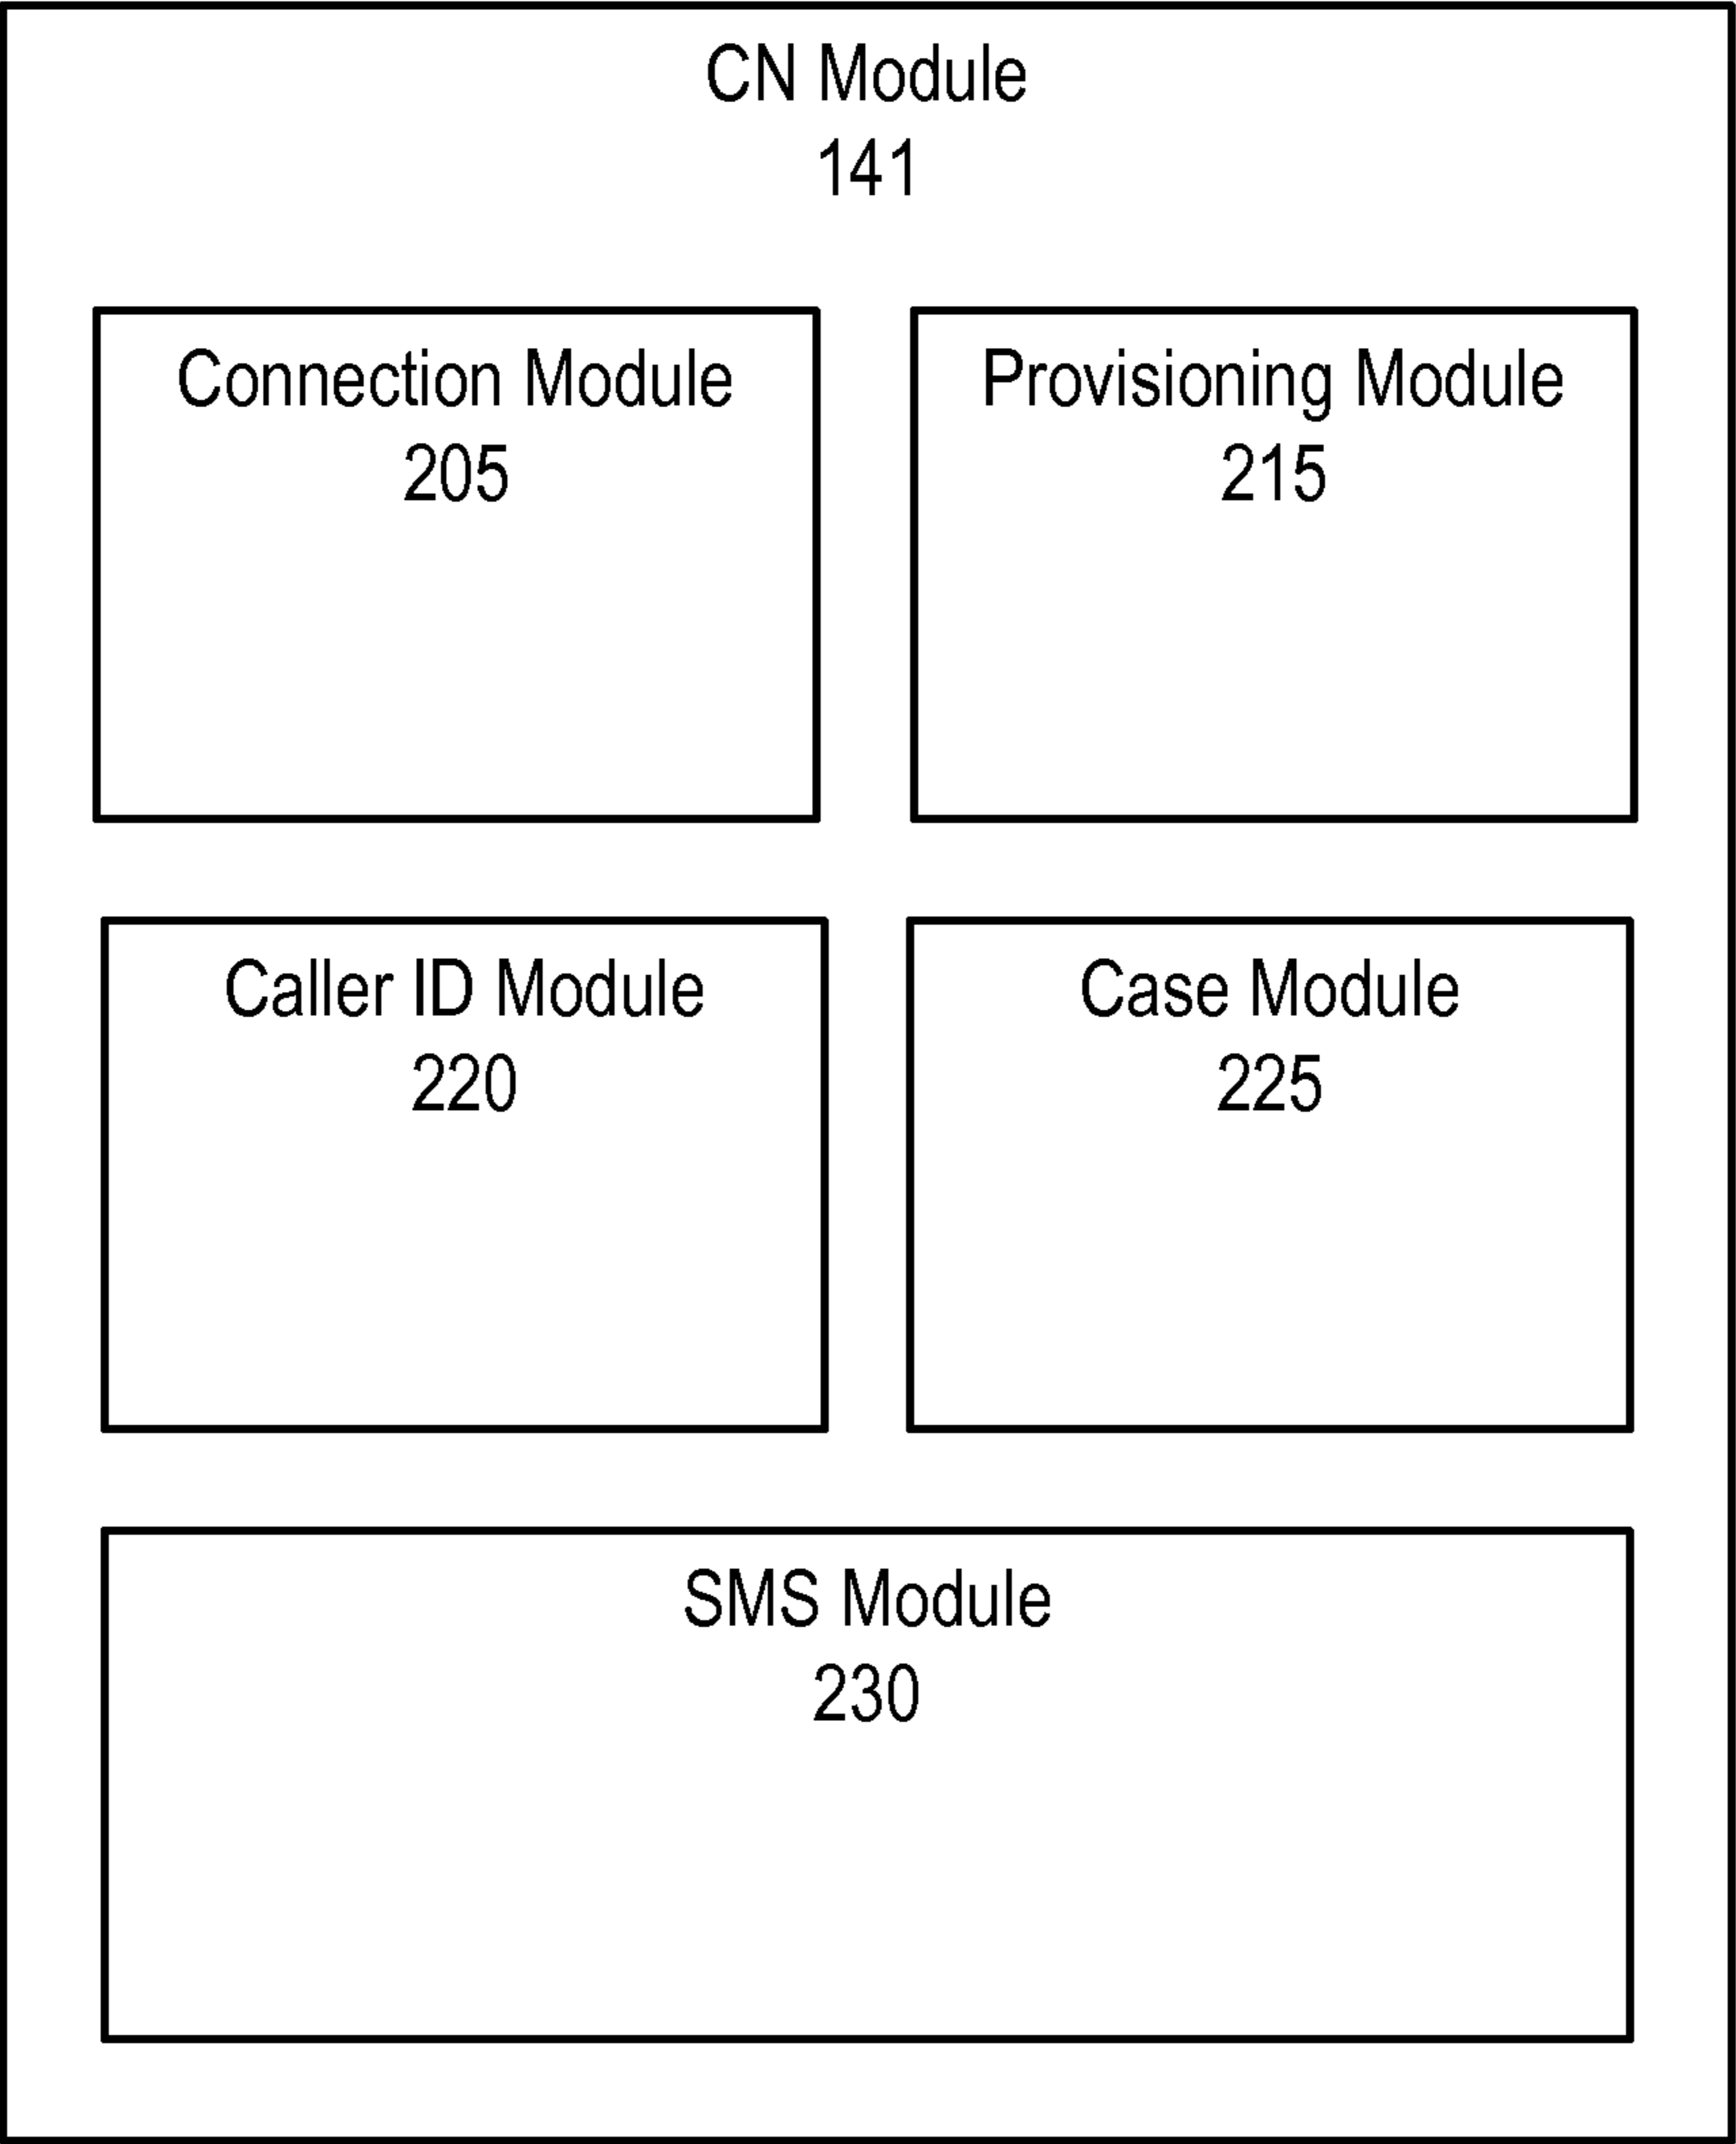 CN Module
141
Connection Module
205
Provisioning Module
215
Caller ID Module
220
Case Module
225
SMS Module
230